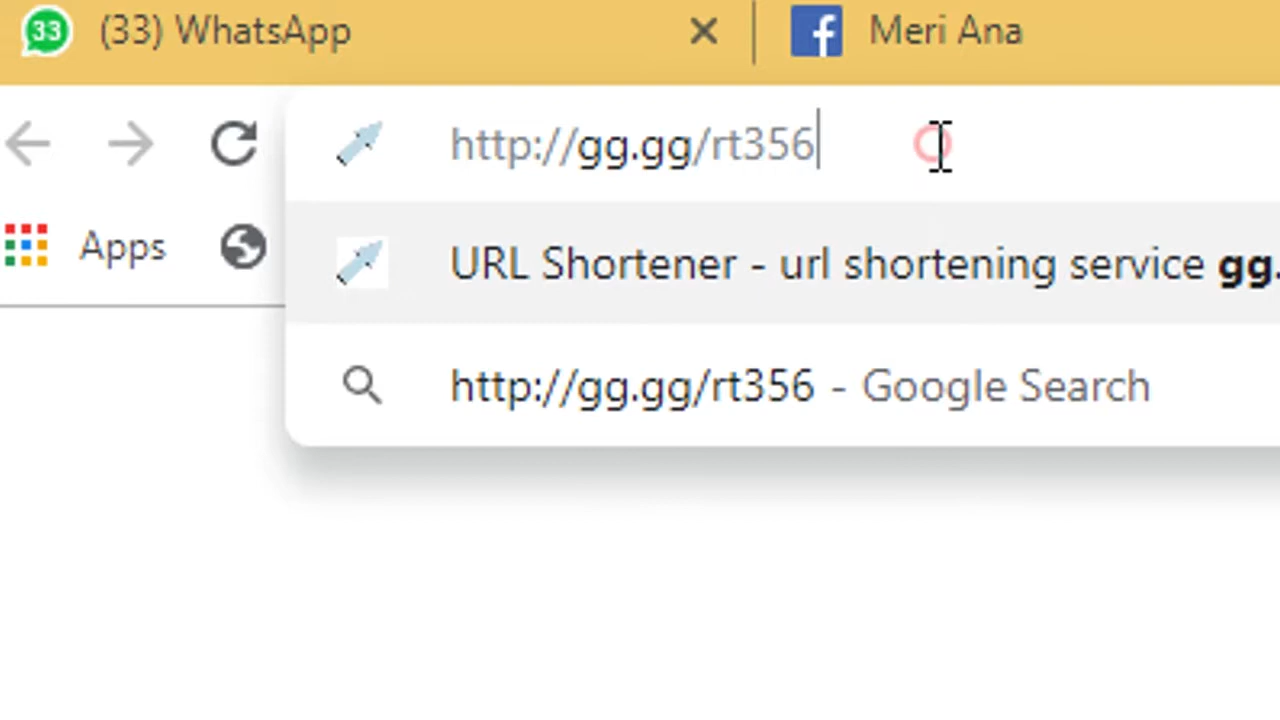 33 (33) WhatsApp
Meri Ana
http://gg.gg/rt356
Apps
URL Shortener - url shortening service gg.
http://gg.gg/rt356 - Google Search